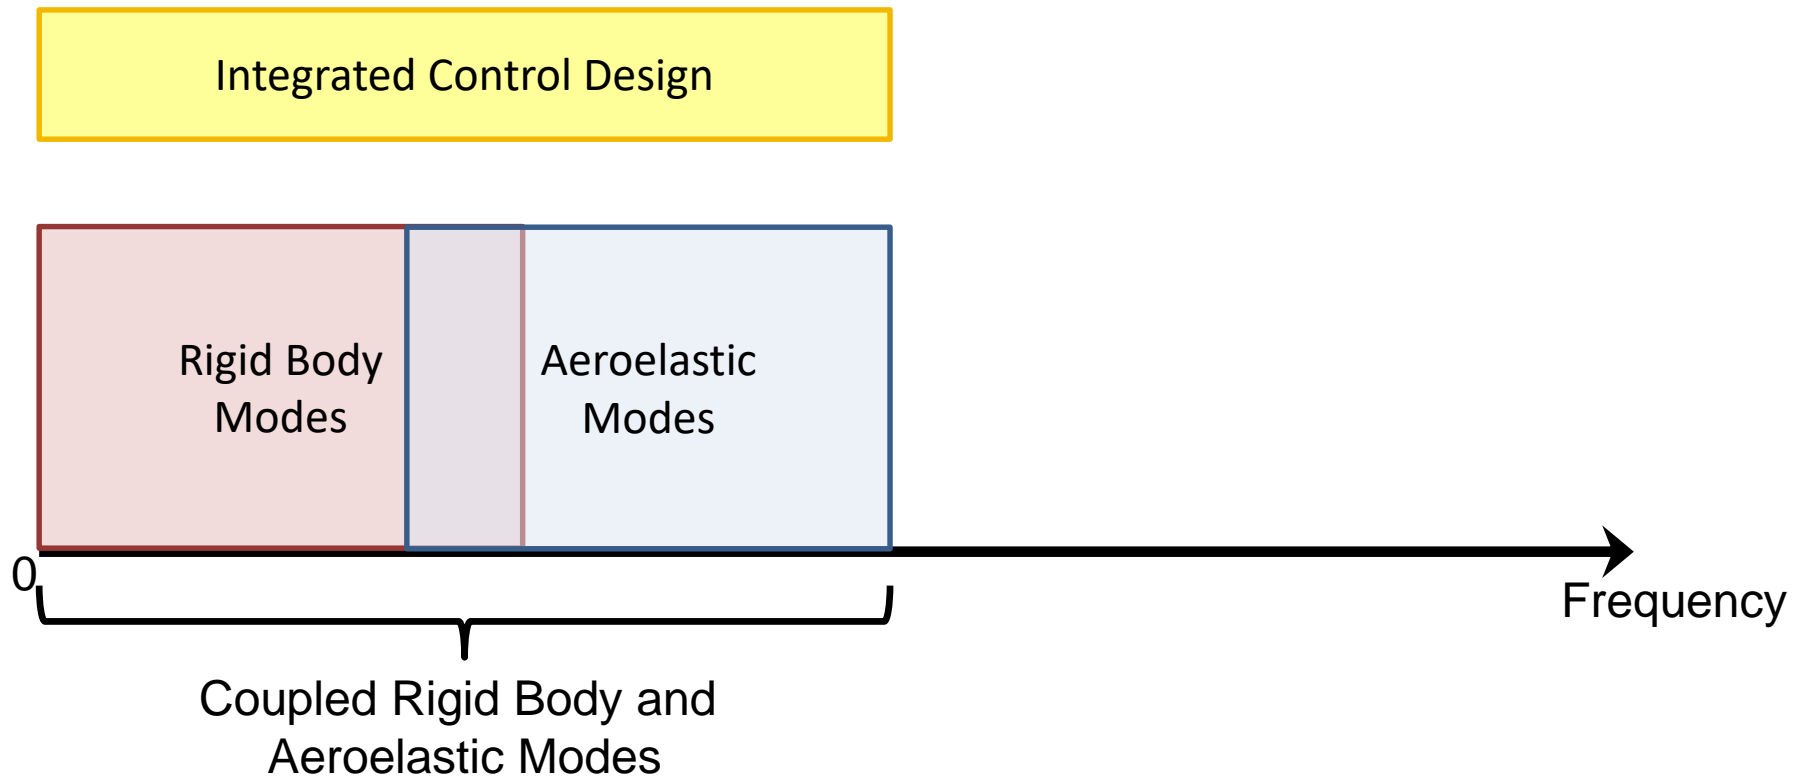 Integrated Control Design
Rigid Body
Modes
Aeroelastic
Modes
0
Frequency
Coupled Rigid Body and
Aeroelastic Modes